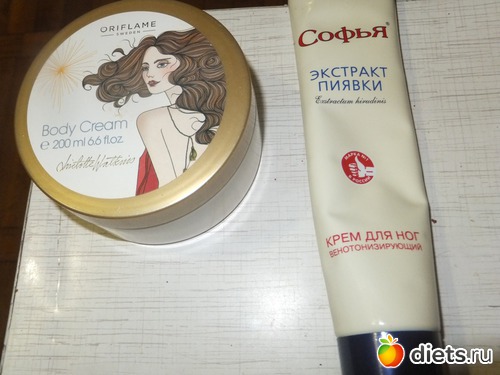 ORIFLAME
SWEDEN
Body Cream
e 200 ml 6.6 fl.oz.
Софья®
ЭКСТРАКТ
ПИЯВКИ
Extractum hirudinis
КРЕМ ДЛЯ НОГ
ВЕНОТОНИЗИРУЮЩИЙ
diets.ru